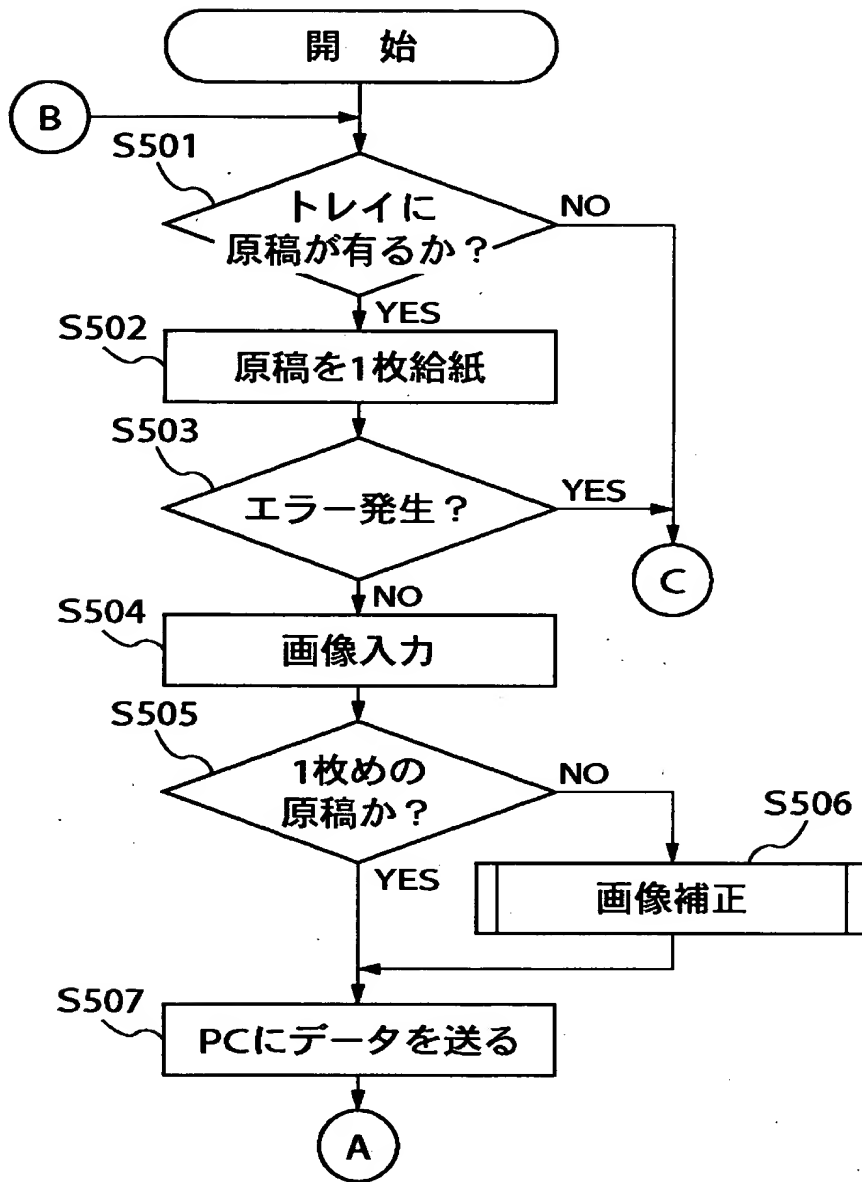 開 始
B
S501
トレイに
原稿が有るか?
NO
YES
S502
原稿を1枚給紙
S503
エラー発生?
YES
C
NO
S504
画像入力
S505
1枚めの
原稿か?
NO
YES
S506
画像補正
S507
PCにデータを送る
A